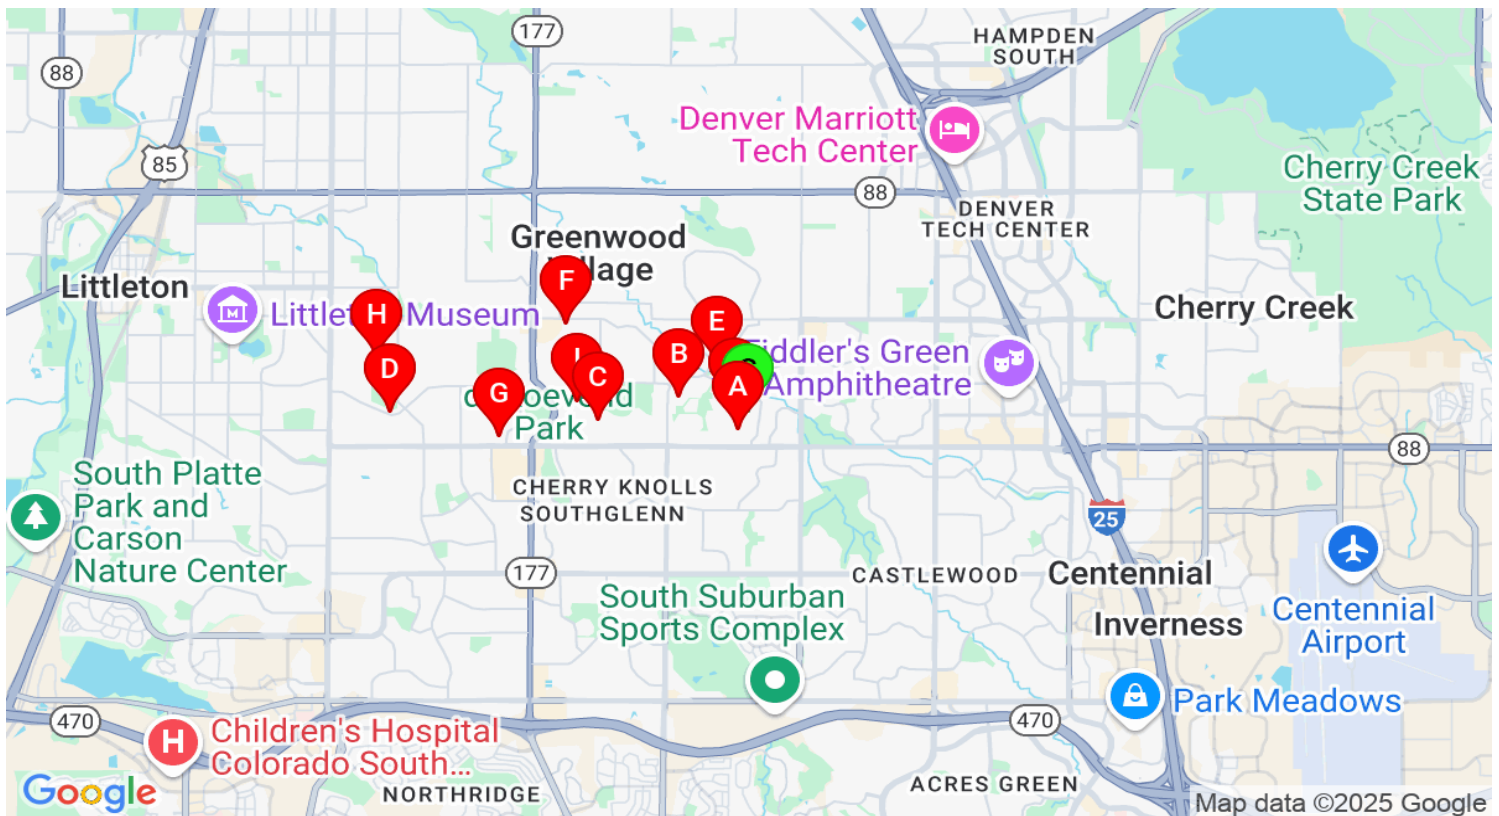 177
HAMPDEN
SOUTH
88
Denver Marriott
Tech Center
85
Cherry Creek
State Park
88
DENVER
TECH CENTER
Greenwood
Littleton
F
H
E
Cherry Creek
B
Fiddler's Green
Amphitheatre
D
C
A
G
Park
88
South Platte
Park and
Carson
Nature Center
CHERRY KNOLLS
SOUTHGLENN
25
177
CASTLEWOOD
Centennial
South Suburban
Sports Complex
Inverness
Centennial
Airport
Park Meadows
470
470
H
Children's Hospital
Colorado South...
ACRES GREEN
NORTHRIDGE
Google
Map data ©2025 Google